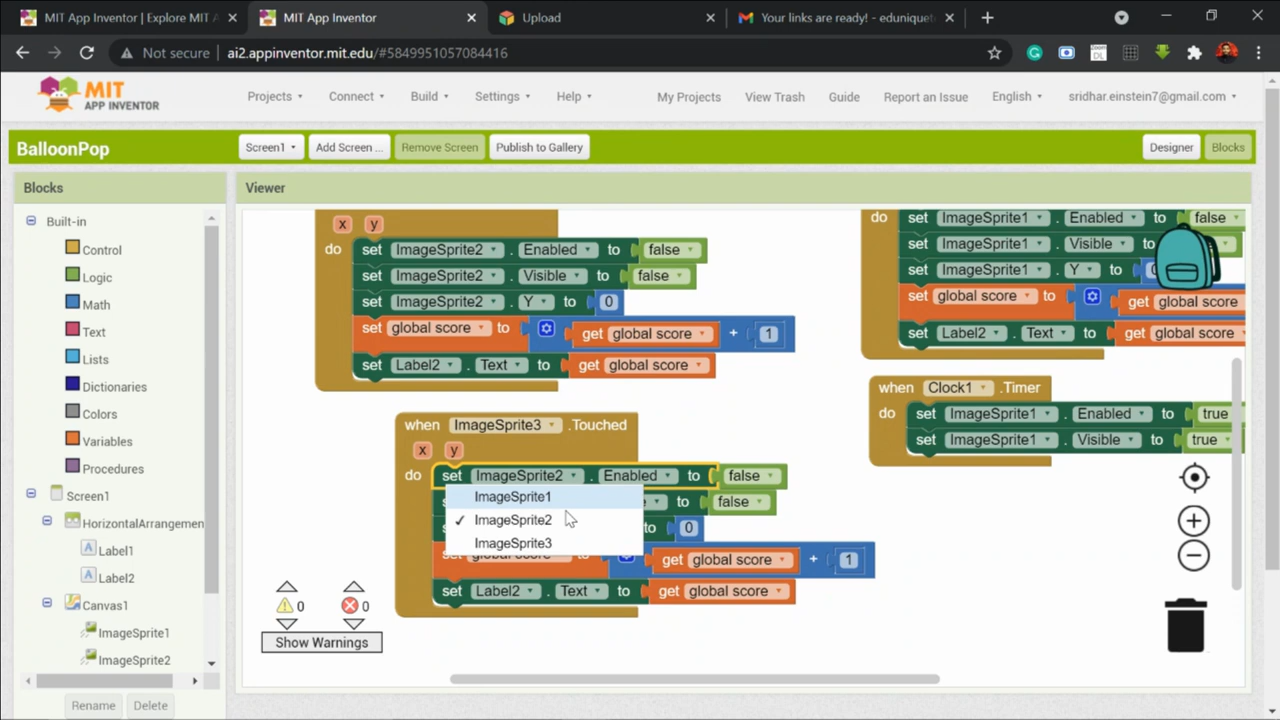 MIT App Inventor | Explore MIT A
MIT App Inventor
Upload
Your links are ready! - eduniquete
Not secure
ai2.appinventor.mit.edu/#5849951057084416
MIT
APP INVENTOR
Projects
Connect
Build
Settings
Help
My Projects
View Trash
Guide
Report an Issue
English
sridhar.einstein7@gmail.com
BalloonPop
Screen1
Add Screen ...
Remove Screen
Publish to Gallery
Designer
Blocks
Blocks
Viewer
Built-in
Control
Logic
Math
Text
Lists
Dictionaries
Colors
Variables
Procedures
Screen1
HorizontalArrangemen
Label1
Label2
Canvas1
ImageSprite1
ImageSprite2
Rename
Delete
x y
do set ImageSprite2 . Enabled to false
set ImageSprite2 . Visible to false
set ImageSprite2 . Y to 0
set global score to get global score + 1
set Label2 . Text to get global score
do set ImageSprite1 . Enabled to false
set ImageSprite1 . Visible to
set ImageSprite1 . Y to
set global score to get global score
set Label2 . Text to get global score
when Clock1 .Timer
do set ImageSprite1 . Enabled to true
set ImageSprite1 . Visible to true
when ImageSprite3 .Touched
x y
do set ImageSprite2 . Enabled to false
ImageSprite1
to false
ImageSprite2
to 0
ImageSprite3
get global score + 1
set Label2 . Text to get global score
0
0
Show Warnings